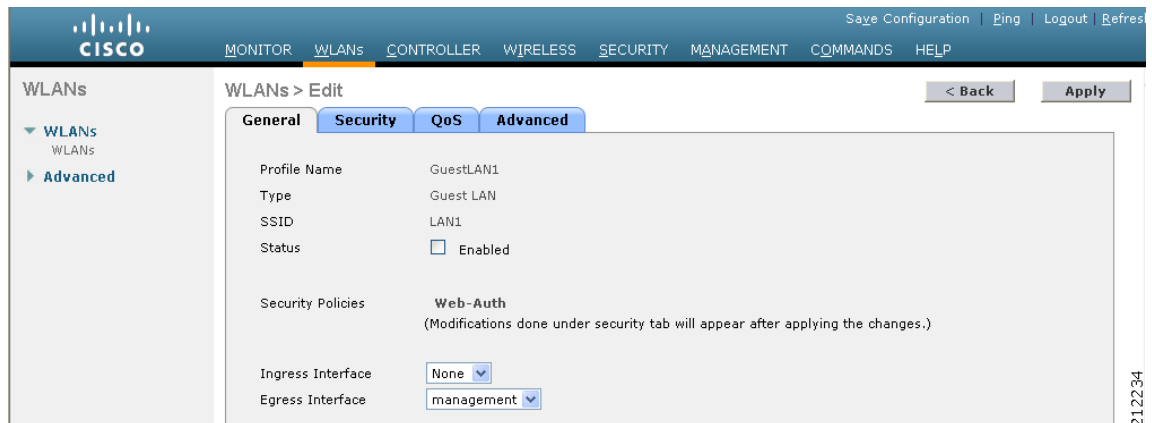 Save Configuration | Ping | Logout | Refresh
CISCO
MONITOR WLANs CONTROLLER WIRELESS SECURITY MANAGEMENT COMMANDS HELP
WLANs
WLANs
WLANs
Advanced
WLANs > Edit
< Back
Apply
General Security QoS Advanced
Profile Name GuestLAN1
Type Guest LAN
SSID LAN1
Status Enabled
Security Policies Web-Auth
(Modifications done under security tab will appear after applying the changes.)
Ingress Interface None
Egress Interface management
212234